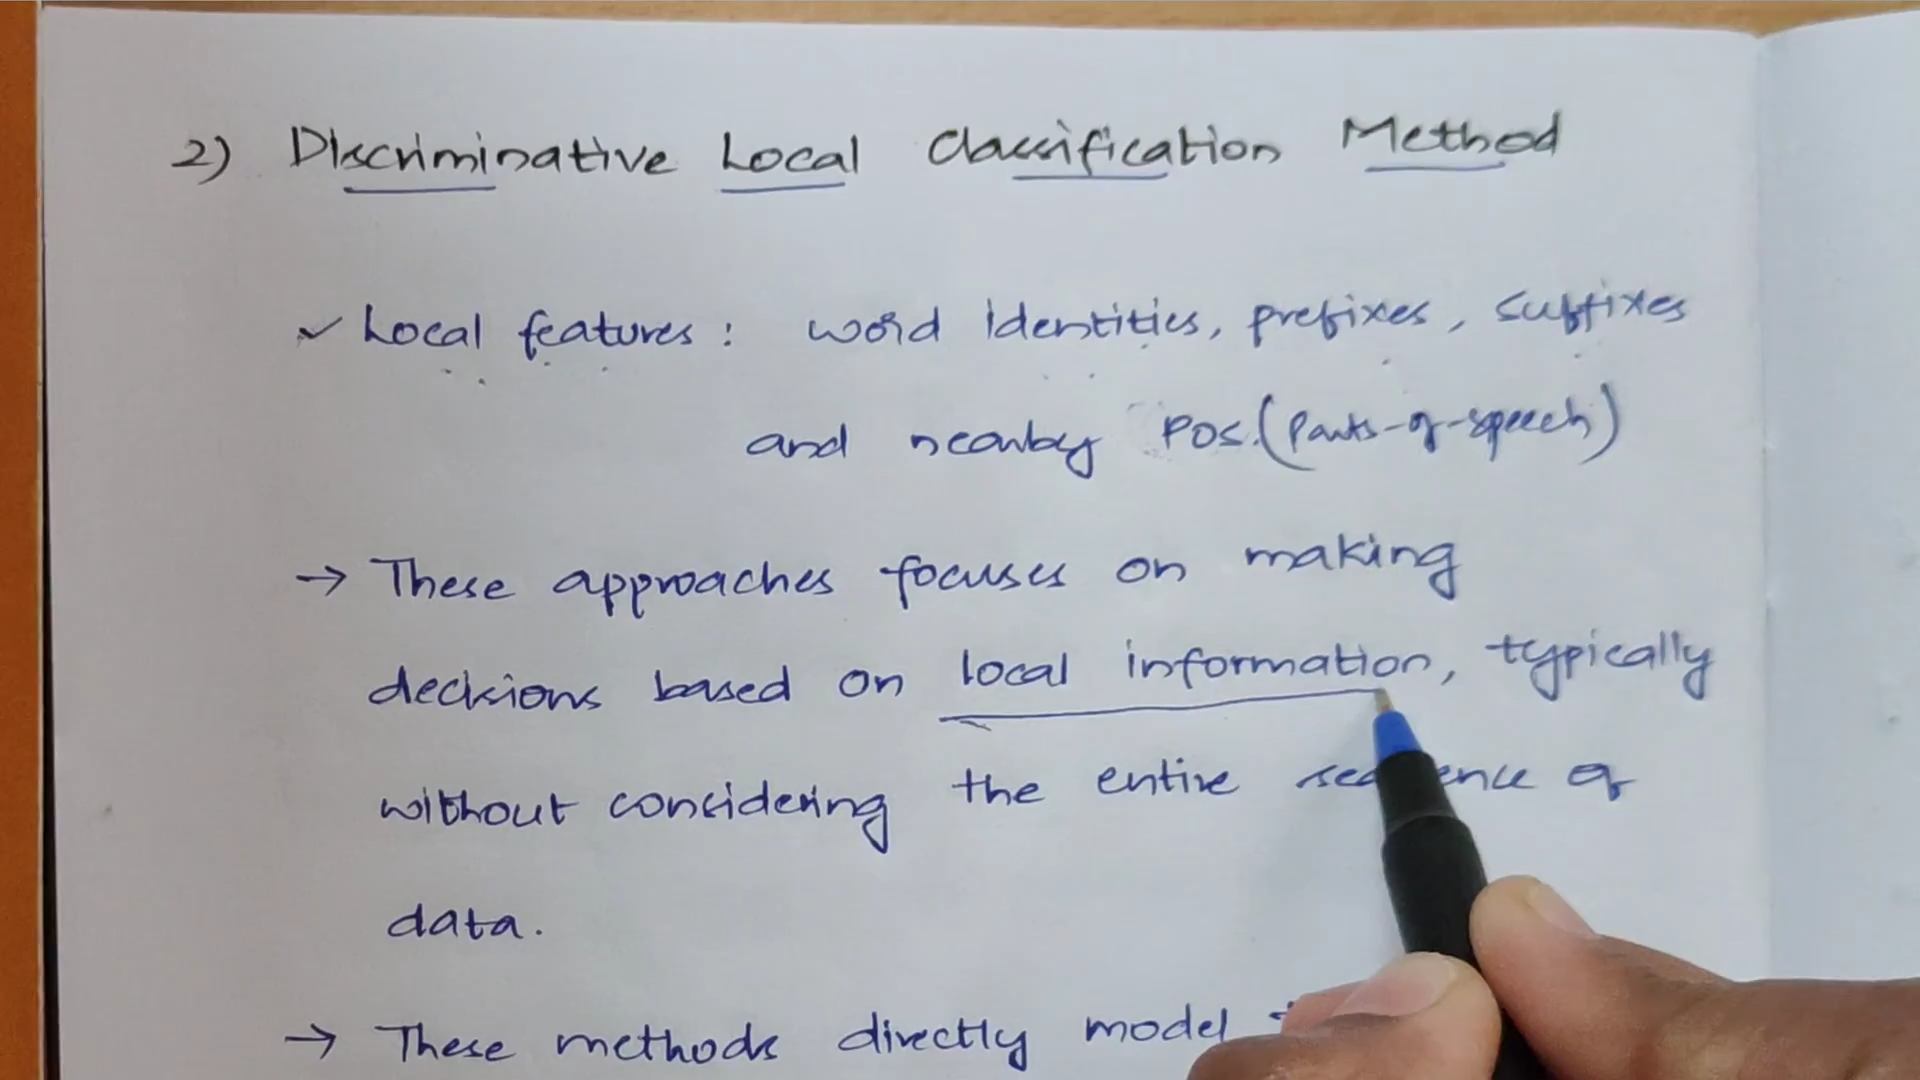 2) Discriminative Local Classification Method
✓ Local features: word identities, prefixes, suffixes
and nearby POS.(Parts-of-speech)
→ These approaches focuses on making
decisions based on local information, typically
without considering the entire of
data.
→ These methods directly model